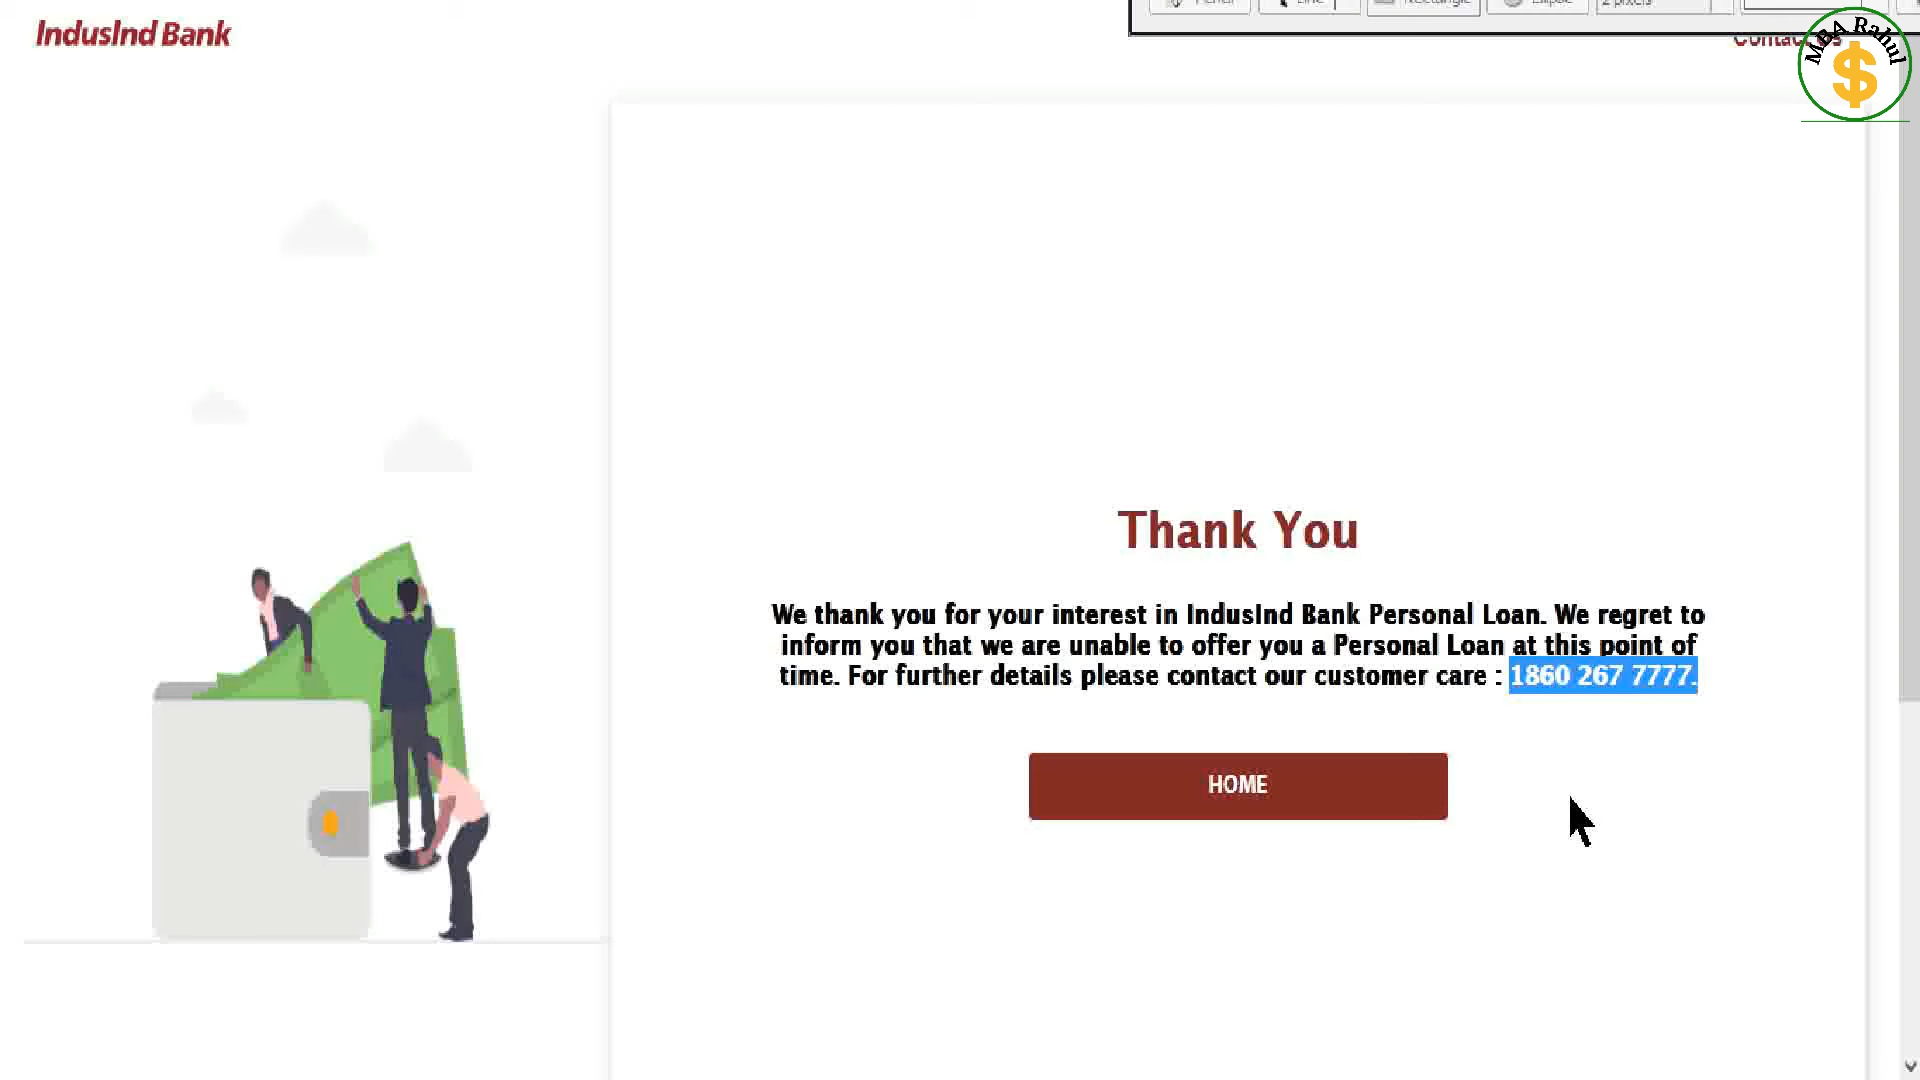 IndusInd Bank
2 pixels
MBA Rahul
$
Thank You
We thank you for your interest in IndusInd Bank Personal Loan. We regret to
inform you that we are unable to offer you a Personal Loan at this point of
time. For further details please contact our customer care : 1860 267 7777.
HOME